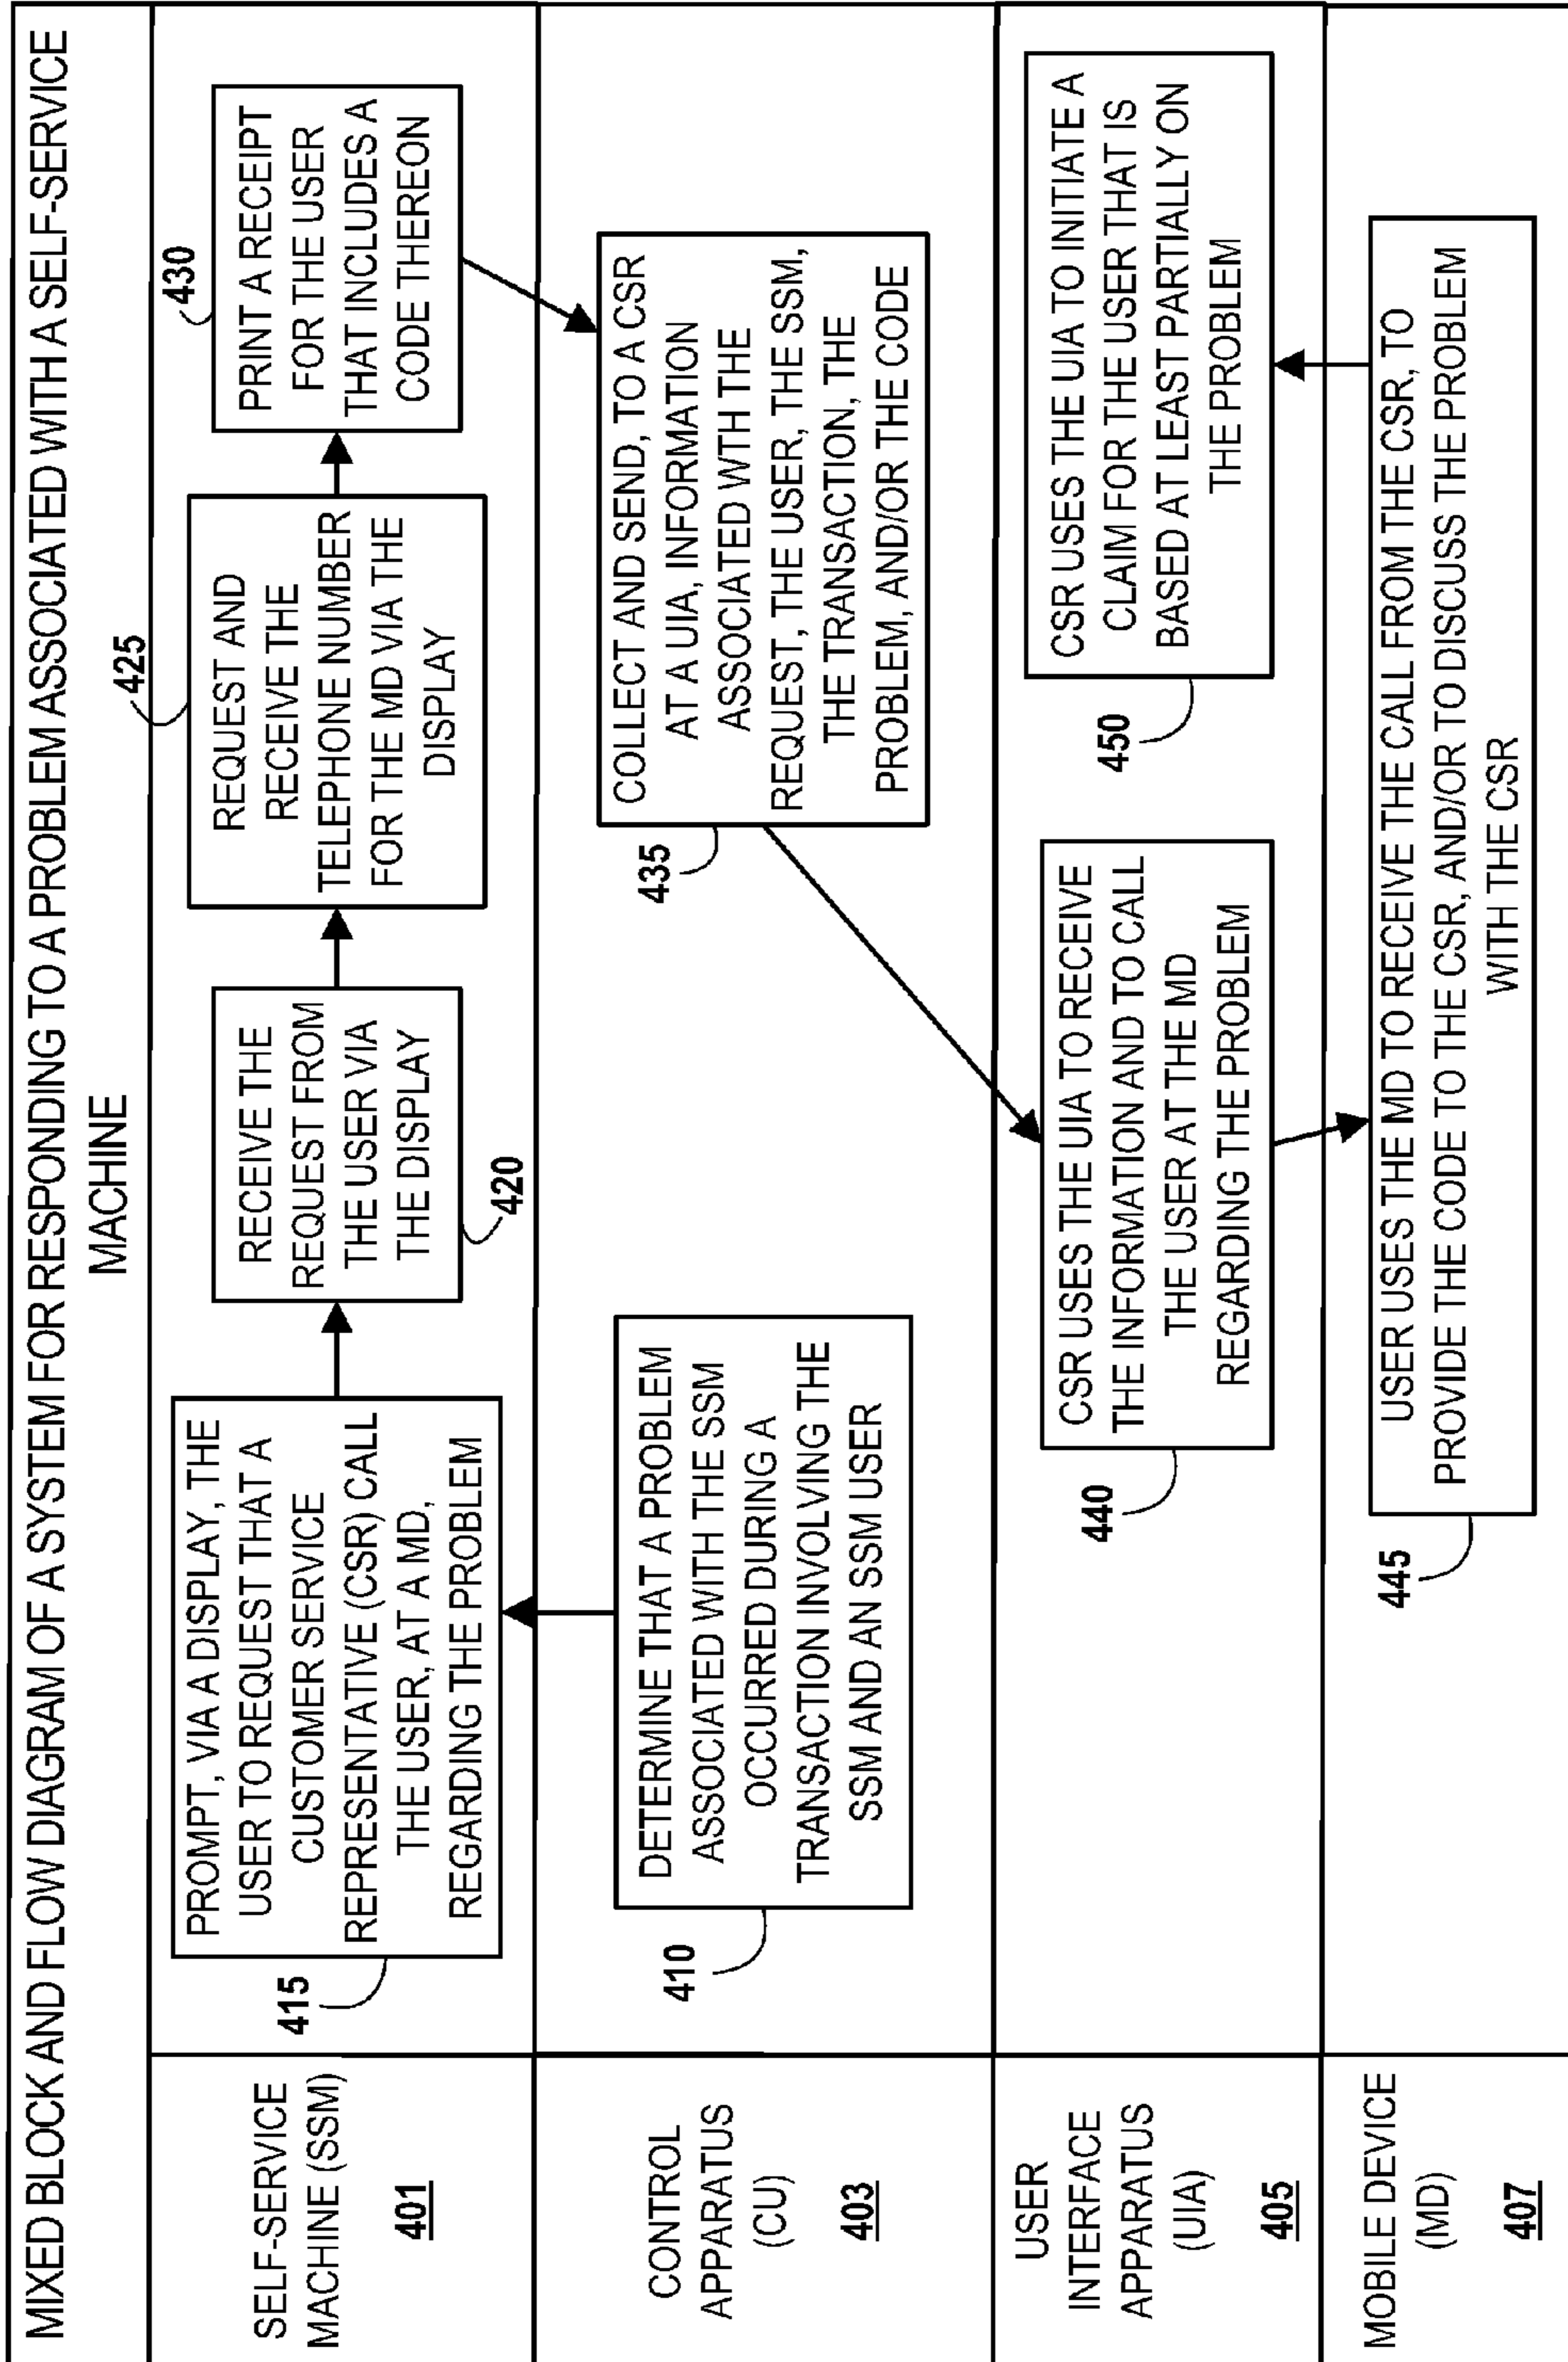 MIXED BLOCK AND FLOW DIAGRAM OF A SYSTEM FOR RESPONDING TO A PROBLEM ASSOCIATED WITH A SELF-SERVICE
MACHINE
SELF-SERVICE
MACHINE (SSM)
401
415
PROMPT, VIA A DISPLAY, THE
USER TO REQUEST THAT A
CUSTOMER SERVICE
REPRESENTATIVE (CSR) CALL
THE USER, AT A MD,
REGARDING THE PROBLEM
RECEIVE THE
REQUEST FROM
THE USER VIA
THE DISPLAY
420
425
REQUEST AND
RECEIVE THE
TELEPHONE NUMBER
FOR THE MD VIA THE
DISPLAY
430
PRINT A RECEIPT
FOR THE USER
THAT INCLUDES A
CODE THEREON
CONTROL
APPARATUS
(CU)
403
410
DETERMINE THAT A PROBLEM
ASSOCIATED WITH THE SSM
OCCURRED DURING A
TRANSACTION INVOLVING THE
SSM AND AN SSM USER
435
COLLECT AND SEND, TO A CSR
AT A UIA, INFORMATION
ASSOCIATED WTH THE
REQUEST, THE USER, THE SSM,
THE TRANSACTION, THE
PROBLEM, AND/OR THE CODE
USER
INTERFACE
APPARATUS
(UIA)
405
440
CSR USES THE UIA TO RECEIVE
THE INFORMATION AND TO CALL
THE USER AT THE MD
REGARDING THE PROBLEM
450
CSR USES THE UIA TO INITIATE A
CLAIM FOR THE USER THAT IS
BASED AT LEAST PARTIALLY ON
THE PROBLEM
MOBILE DEVICE
(MD)
407
445
USER USES THE MD TO RECEIVE THE CALL FROM THE CSR, TO
PROVIDE THE CODE TO THE CSR, AND/OR TO DISCUSS THE PROBLEM
WITH THE CSR